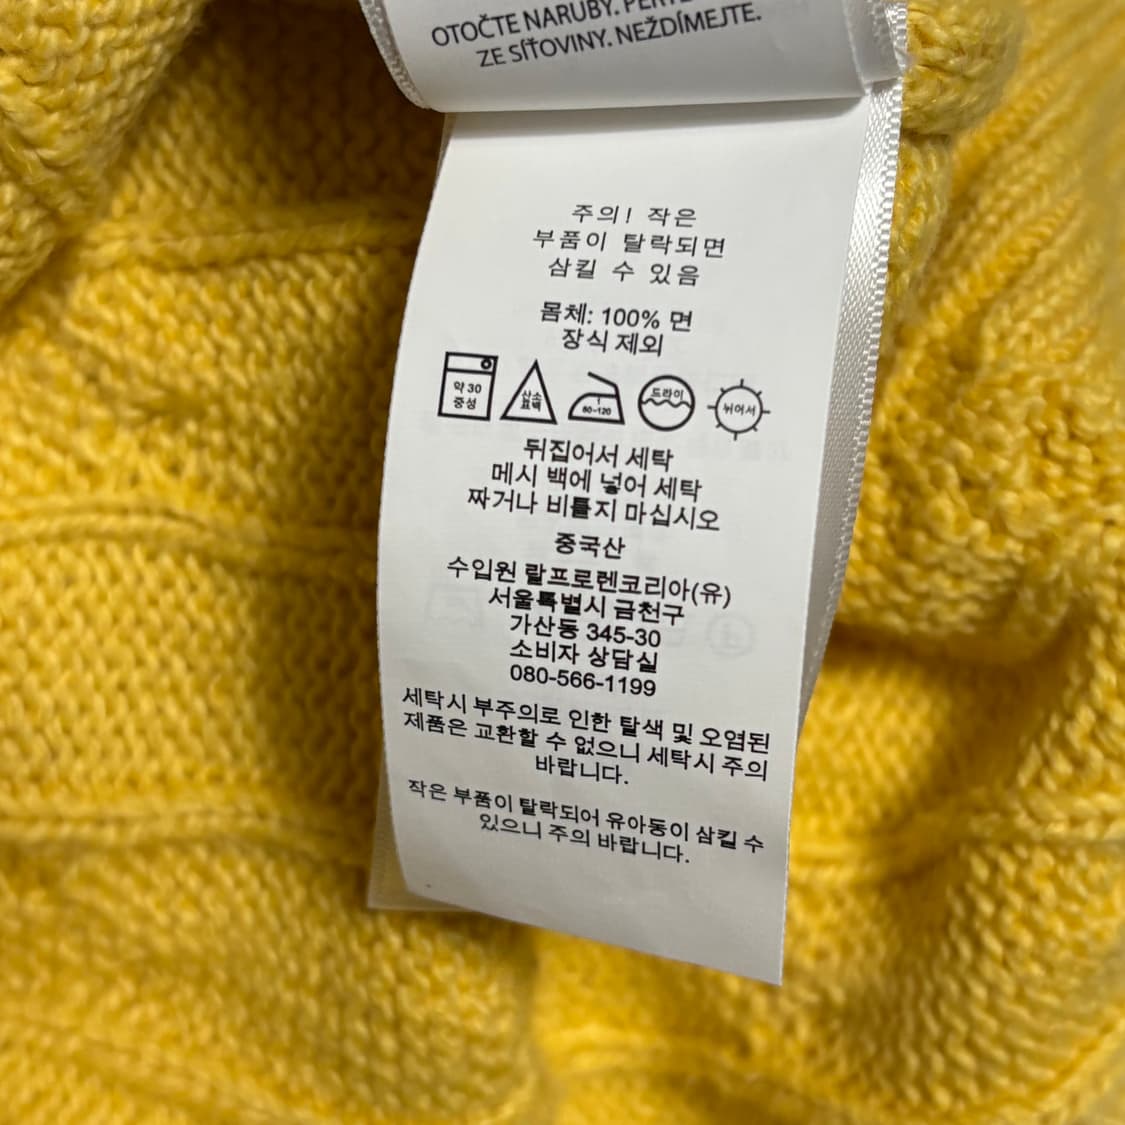 OTOČTE NARUBY.
ZE SÍŤOVINY. NEŽDÍMEJTE.
주의! 작은
부품이 탈락되면
삼킬 수 있음
몸체: 100% 면
장식 제외
약 30
중성
산소
표백
80~120
드라이
뉘어서
뒤집어서 세탁
메시 백에 넣어 세탁
짜거나 비틀지 마십시오
중국산
수입원 랄프로렌코리아(유)
서울특별시 금천구
가산동 345-30
소비자 상담실
080-566-1199
세탁시 부주의로 인한 탈색 및 오염된
제품은 교환할 수 없으니 세탁시 주의
바랍니다.
작은 부품이 탈락되어 유아동이 삼킬 수
있으니 주의 바랍니다.